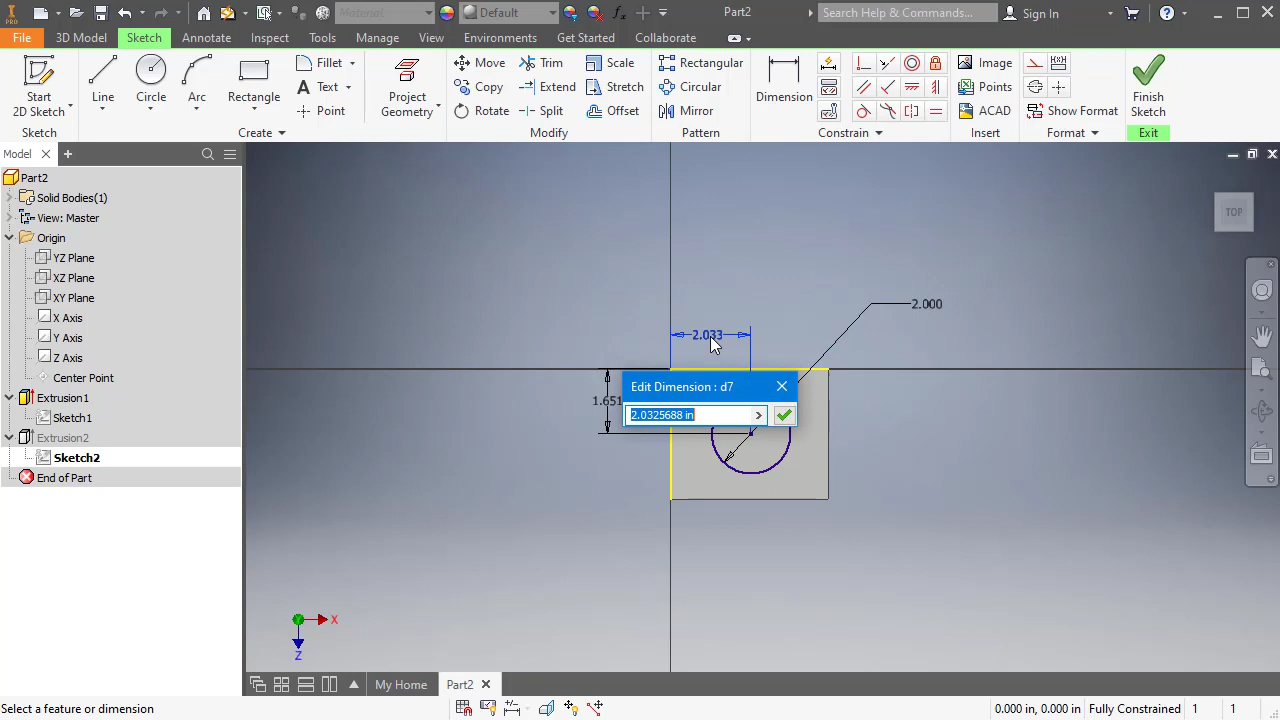 PRO
Material
Default
Part2
Search Help & Commands...
Sign In
File
3D Model
Sketch
Annotate
Inspect
Tools
Manage
View
Environments
Get Started
Collaborate
Start
2D Sketch
Sketch
Line
Circle
Arc
Rectangle
Fillet
Text
Point
Create
Project
Geometry
Move
Copy
Rotate
Trim
Extend
Split
Scale
Stretch
Offset
Modify
Rectangular
Circular
Mirror
Pattern
Dimension
Constrain
Image
Points
ACAD
Insert
Show Format
Format
Finish
Sketch
Exit
Model
Part2
Solid Bodies(1)
View: Master
Origin
YZ Plane
XZ Plane
XY Plane
X Axis
Y Axis
Z Axis
Center Point
Extrusion1
Sketch1
Extrusion2
Sketch2
End of Part
TOP
2.000
2.033
1.651
Edit Dimension : d7
2.0325688 in
X
Y
Z
My Home
Part2
Select a feature or dimension
0.000 in, 0.000 in
Fully Constrained
1
1